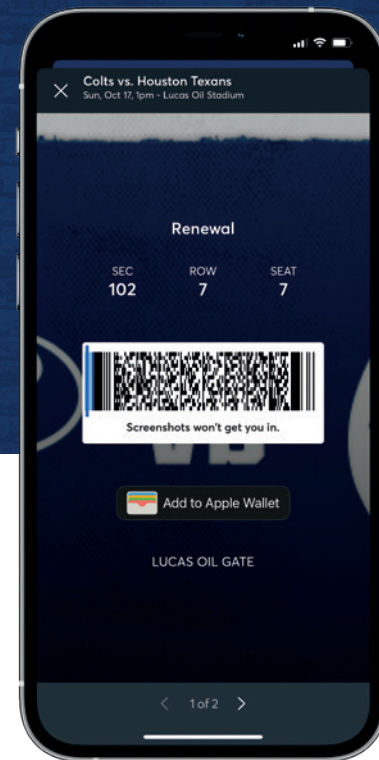 Colts vs. Houston Texans
Sun, Oct 17, 1pm - Lucas Oil Stadium
Renewal
SEC ROW SEAT
102 7 7
Screenshots won't get you in.
VS
Add to Apple Wallet
LUCAS OIL GATE
1 of 2